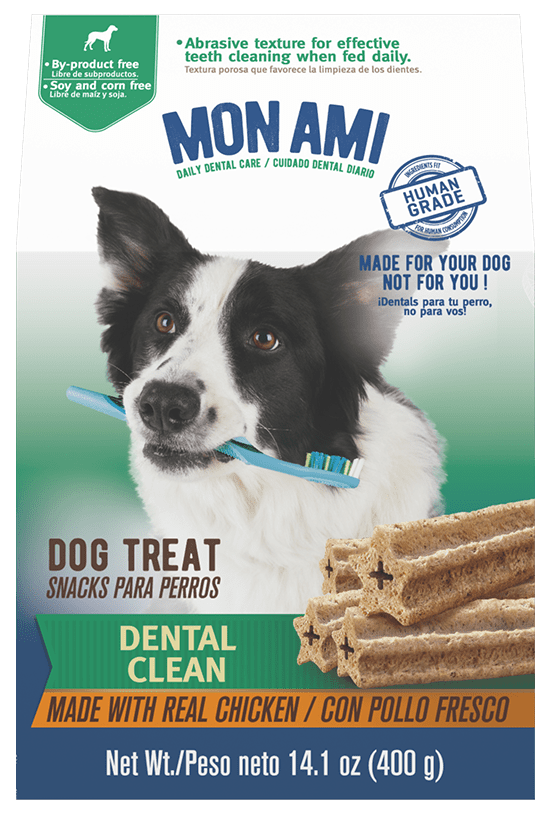 • By-product free
Libre de subproductos.
• Soy and corn free
Libre de maíz y soja.
• Abrasive texture for effective
teeth cleaning when fed daily.
Textura porosa que favorece la limpieza de los dientes.
MON AMI
DAILY DENTAL CARE / CUIDADO DENTAL DIARIO
INGREDIENTS FIT
HUMAN
GRADE
FOR HUMAN CONSUMPTION
MADE FOR YOUR DOG
NOT FOR YOU !
¡Dentals para tu perro,
no para vos!
DOG TREAT
SNACKS PARA PERROS
DENTAL
CLEAN
MADE WITH REAL CHICKEN / CON POLLO FRESCO
Net Wt./Peso neto 14.1 oz (400 g)